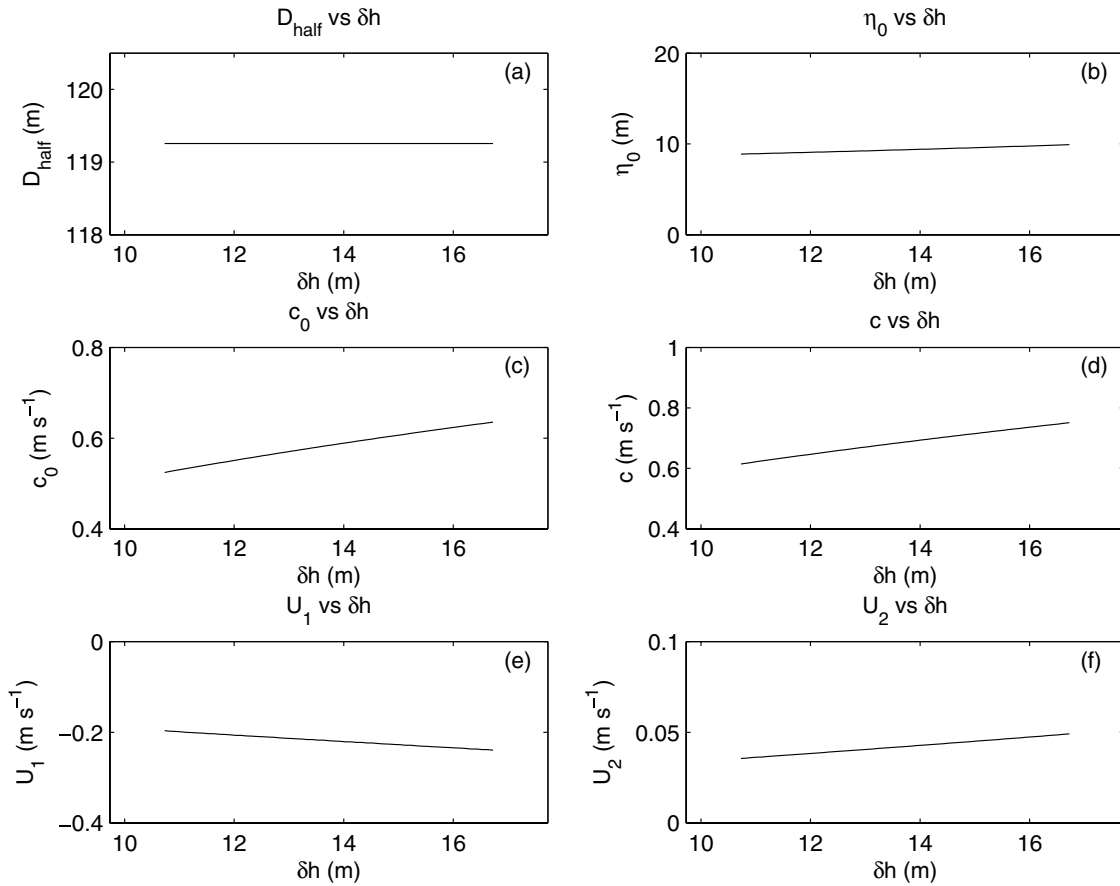 D_half vs δh
(a)
120
119
118
D_half (m)
10 12 14 16
δh (m)
η_0 vs δh
(b)
20
10
0
η_0 (m)
10 12 14 16
δh (m)
c_0 vs δh
(c)
0.8
0.6
0.4
c_0 (m s⁻¹)
10 12 14 16
δh (m)
c vs δh
(d)
1
0.8
0.6
0.4
c (m s⁻¹)
10 12 14 16
δh (m)
U_1 vs δh
(e)
0
−0.2
−0.4
U_1 (m s⁻¹)
10 12 14 16
δh (m)
U_2 vs δh
(f)
0.1
0.05
0
U_2 (m s⁻¹)
10 12 14 16
δh (m)